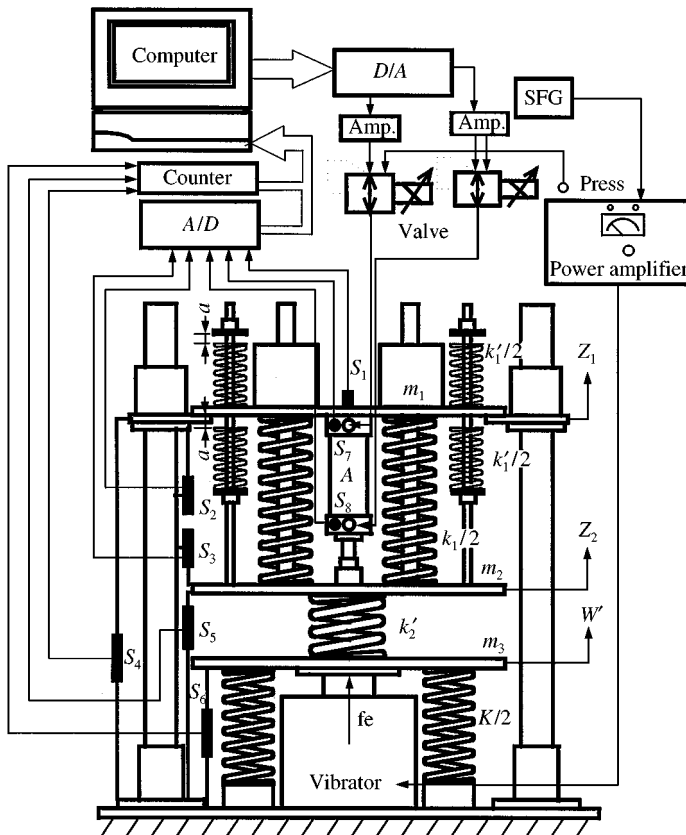 Computer
D/A
SFG
Amp.
Amp.
Counter
Press
A/D
Valve
Power amplifier
a
k₁′/2
Z₁
S₁
m₁
a
S₇
k₁′/2
A
S₂
S₈
k₁/2
Z₂
S₃
m₂
W′
k₂′
S₅
m₃
S₄
S₆
fe
K/2
Vibrator